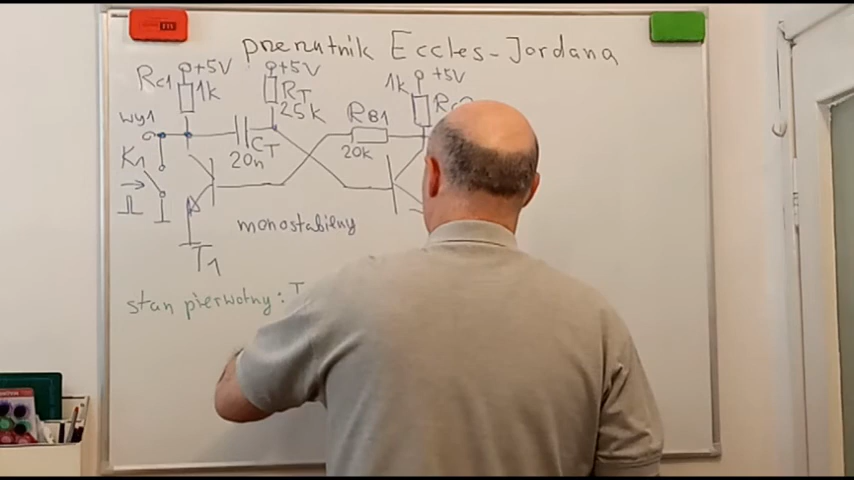 przerzutnik Eccles-Jordana
Rc1 +5V
1k
+5V
RT
25k
+5V
1k Rc2
wy1
CT
20n
RB1
20k
K1
monostabilny
T1
stan pierwotny: T